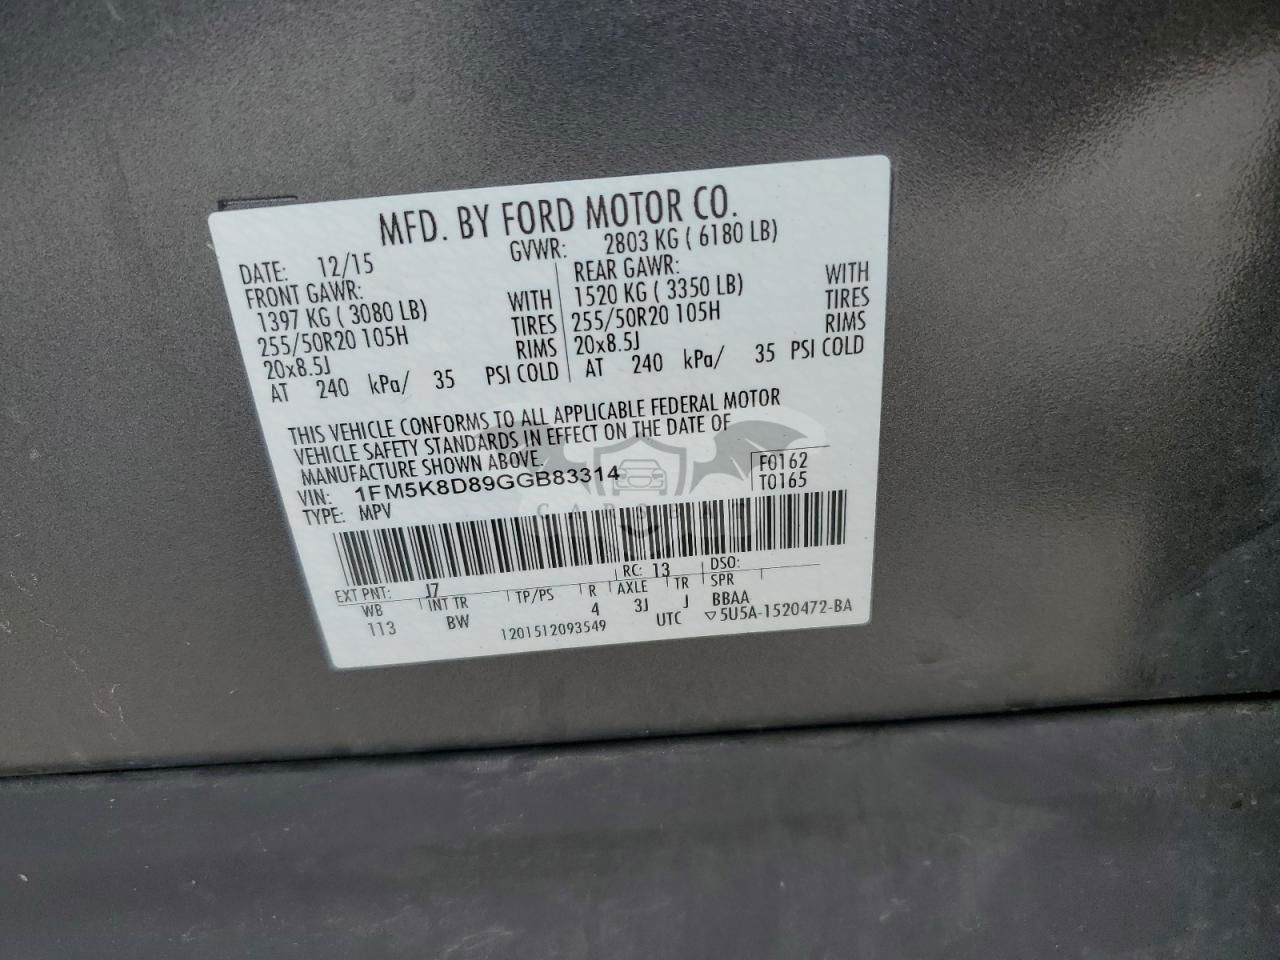 MFD. BY FORD MOTOR CO.
DATE: 12/15 GVWR: 2803 KG ( 6180 LB)
FRONT GAWR: REAR GAWR:
1397 KG ( 3080 LB) WITH 1520 KG ( 3350 LB) WITH
255/50R20 105H TIRES 255/50R20 105H TIRES
20x8.5J RIMS 20x8.5J RIMS
AT 240 kPa/ 35 PSI COLD AT 240 kPa/ 35 PSI COLD
THIS VEHICLE CONFORMS TO ALL APPLICABLE FEDERAL MOTOR
VEHICLE SAFETY STANDARDS IN EFFECT ON THE DATE OF
MANUFACTURE SHOWN ABOVE.
VIN: 1FM5K8D89GGB83314 F0162
TYPE: MPV T0165
EXT PNT: J7 RC: 13 DSO:
WB INT TR TP/PS R AXLE TR SPR
113 BW 4 3J J BBAA
1201512093549 UTC ▽5U5A-1520472-BA